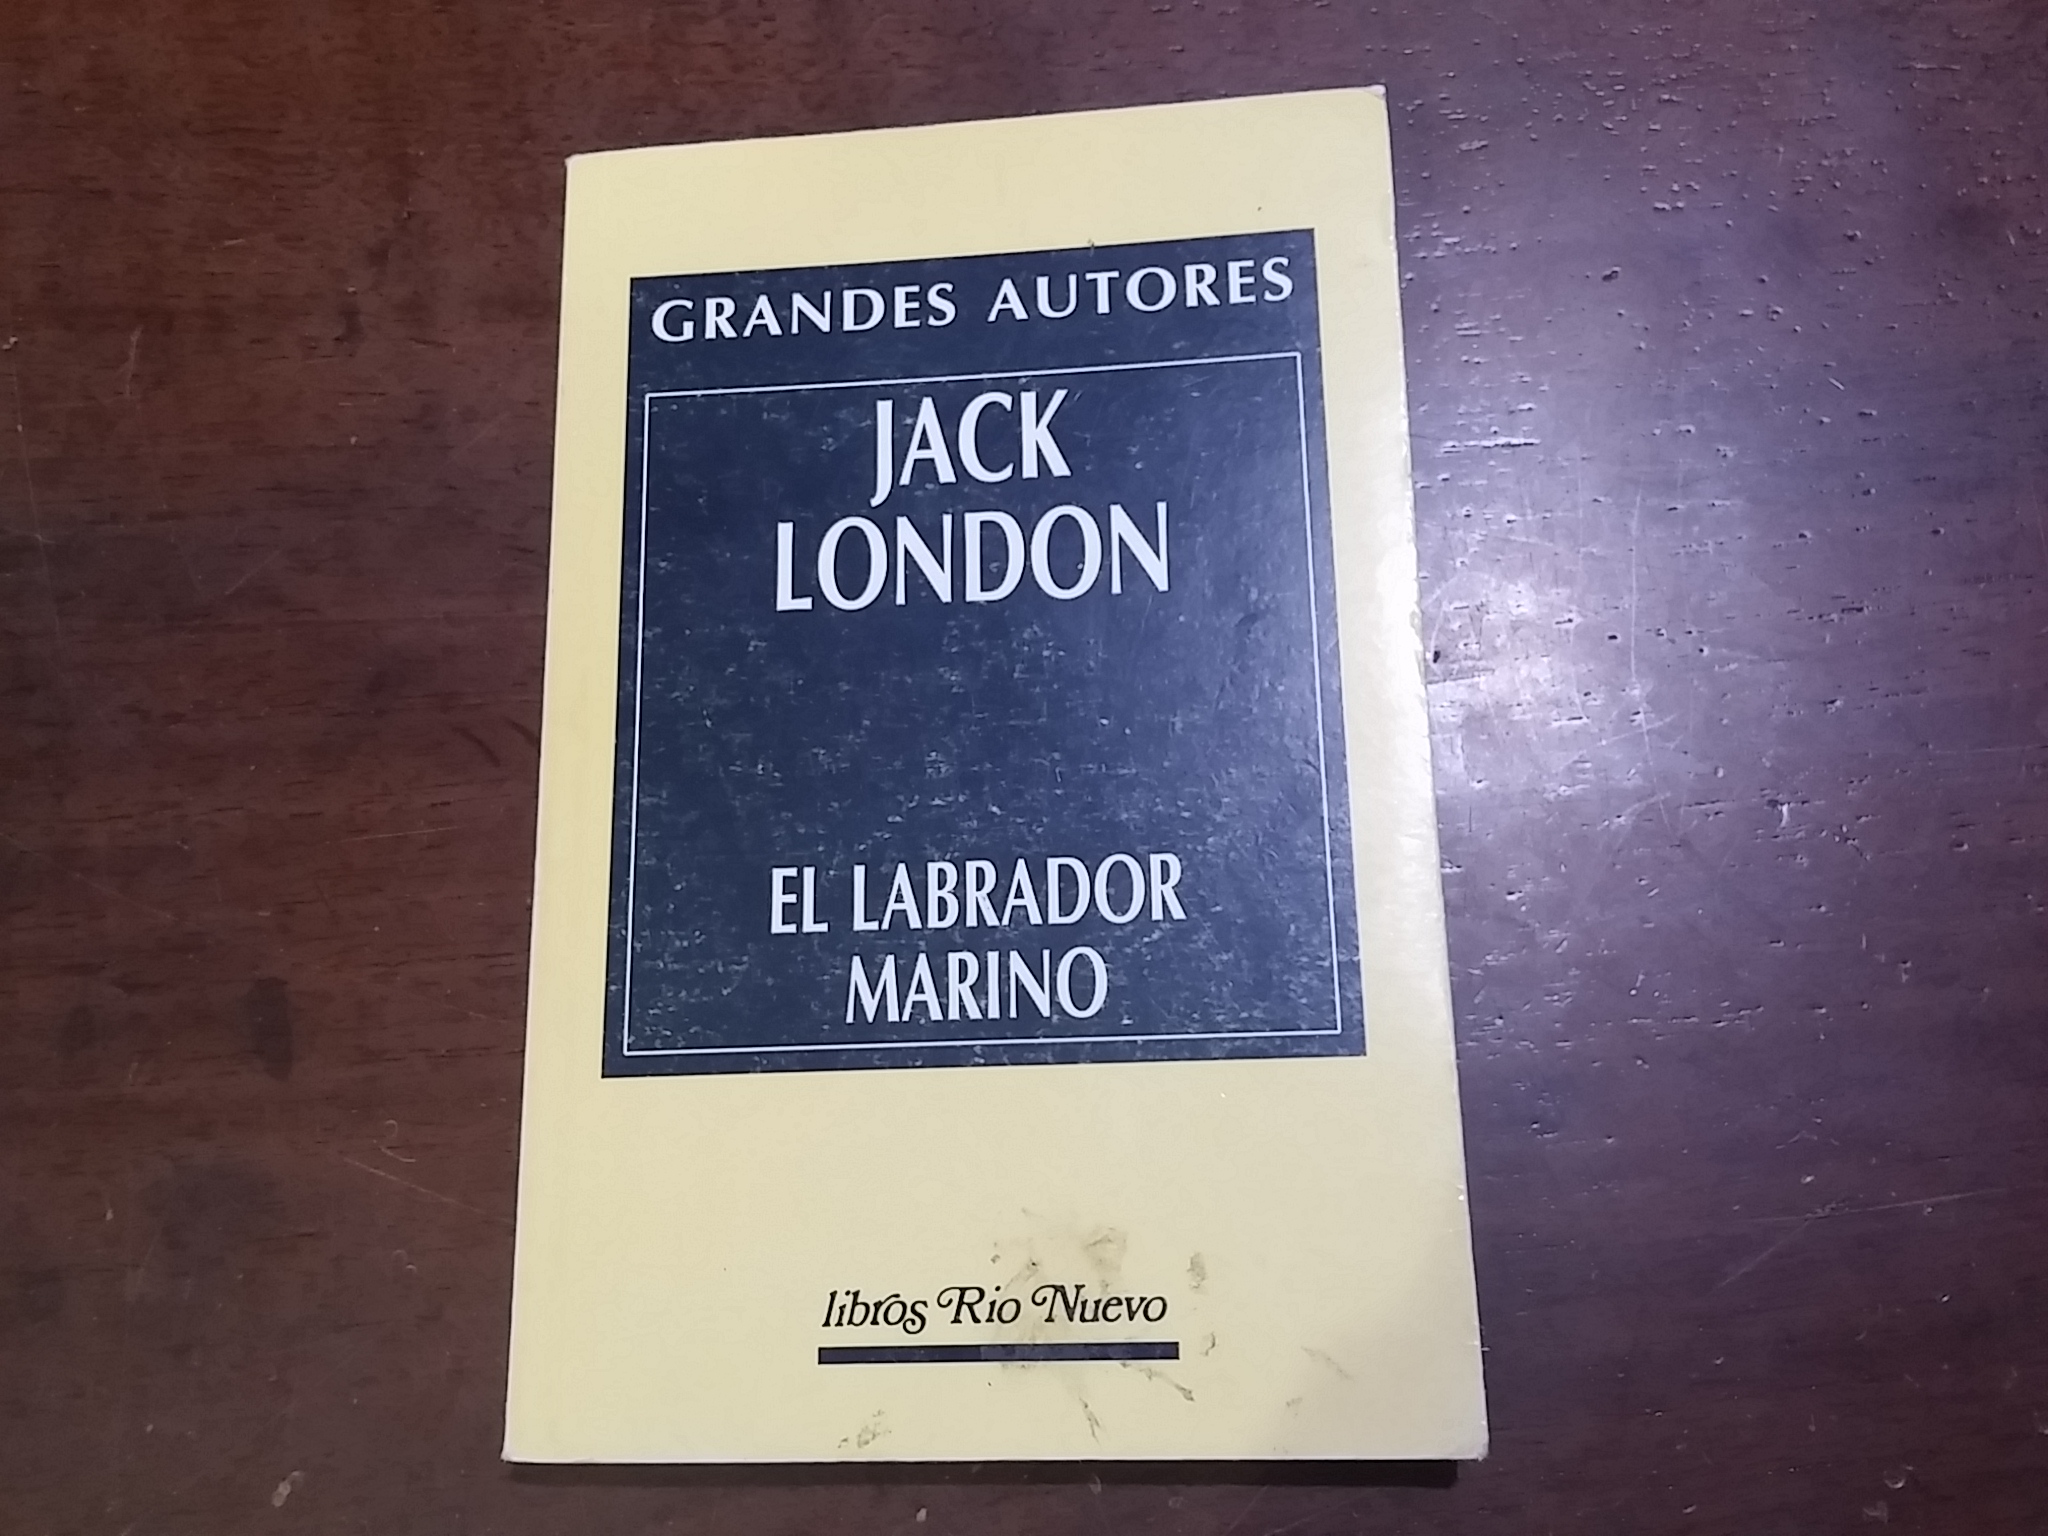 GRANDES AUTORES
JACK
LONDON
EL LABRADOR
MARINO
libros Rio Nuevo